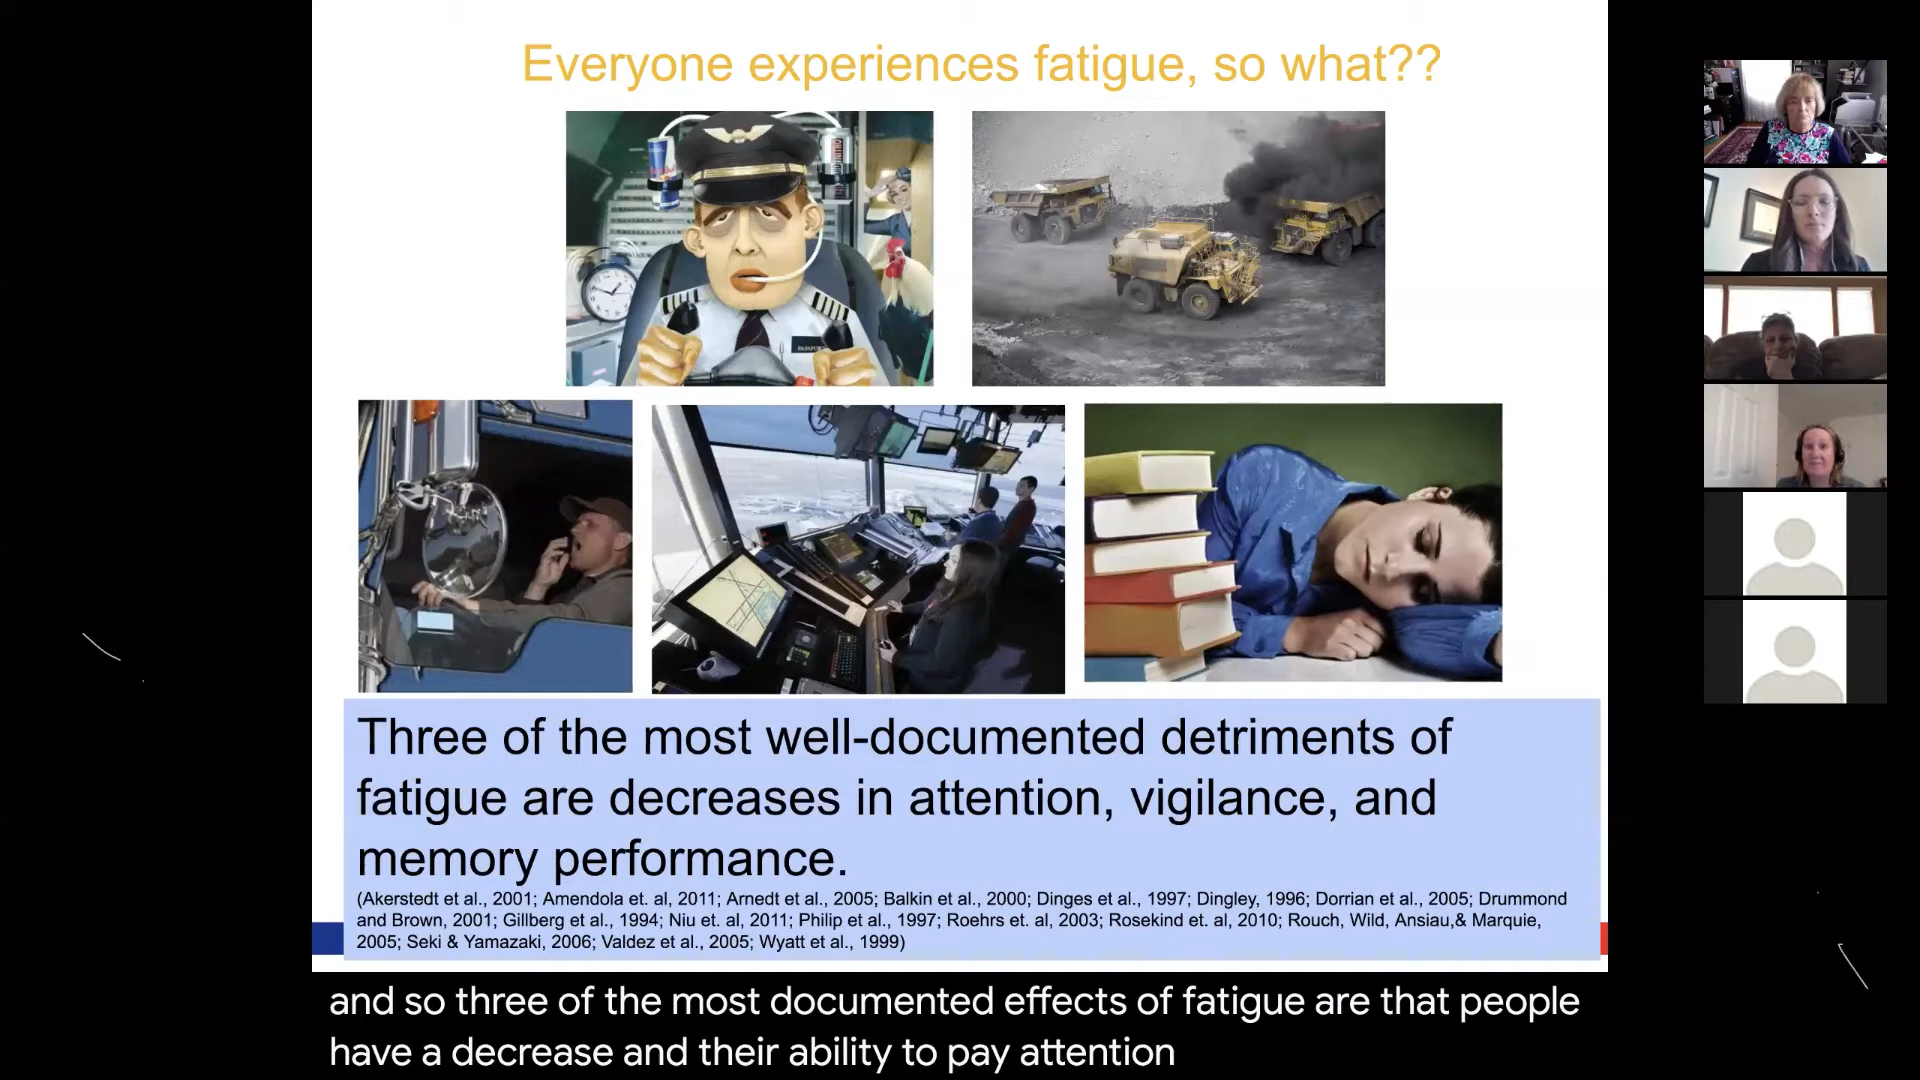 Everyone experiences fatigue, so what??
Three of the most well-documented detriments of
fatigue are decreases in attention, vigilance, and
memory performance.
(Akerstedt et al., 2001; Amendola et. al, 2011; Arnedt et al., 2005; Balkin et al., 2000; Dinges et al., 1997; Dingley, 1996; Dorrian et al., 2005; Drummond
and Brown, 2001; Gillberg et al., 1994; Niu et. al, 2011; Philip et al., 1997; Roehrs et. al, 2003; Rosekind et. al, 2010; Rouch, Wild, Ansiau,& Marquie,
2005; Seki & Yamazaki, 2006; Valdez et al., 2005; Wyatt et al., 1999)
and so three of the most documented effects of fatigue are that people
have a decrease and their ability to pay attention